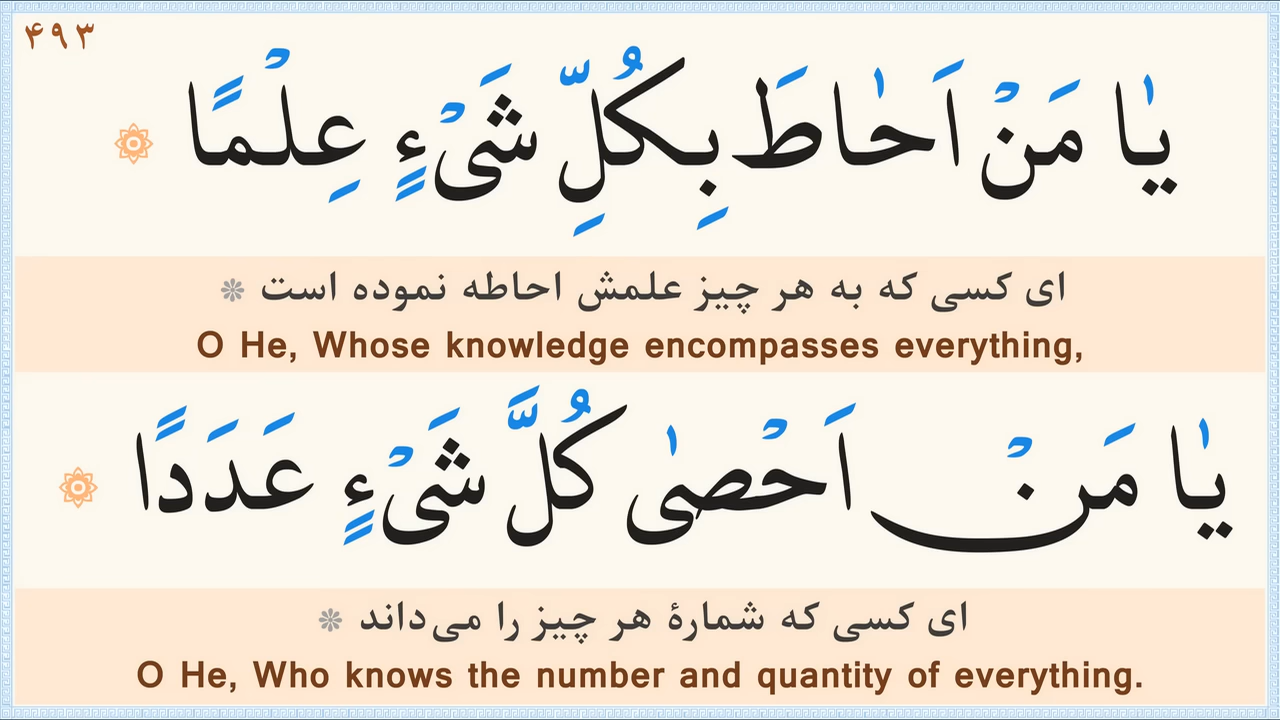 ۴۹۳
يٰا مَنْ اَحٰاطَ بِكُلِّ شَىْءٍ عِلْمًا
ای کسی که به هر چیز علمش احاطه نموده است
O He, Whose knowledge encompasses everything,
يٰا مَنْ اَحْصىٰ كُلَّ شَىْءٍ عَدَدًا
ای کسی که شمارهٔ هر چیز را می‌داند
O He, Who knows the number and quantity of everything.